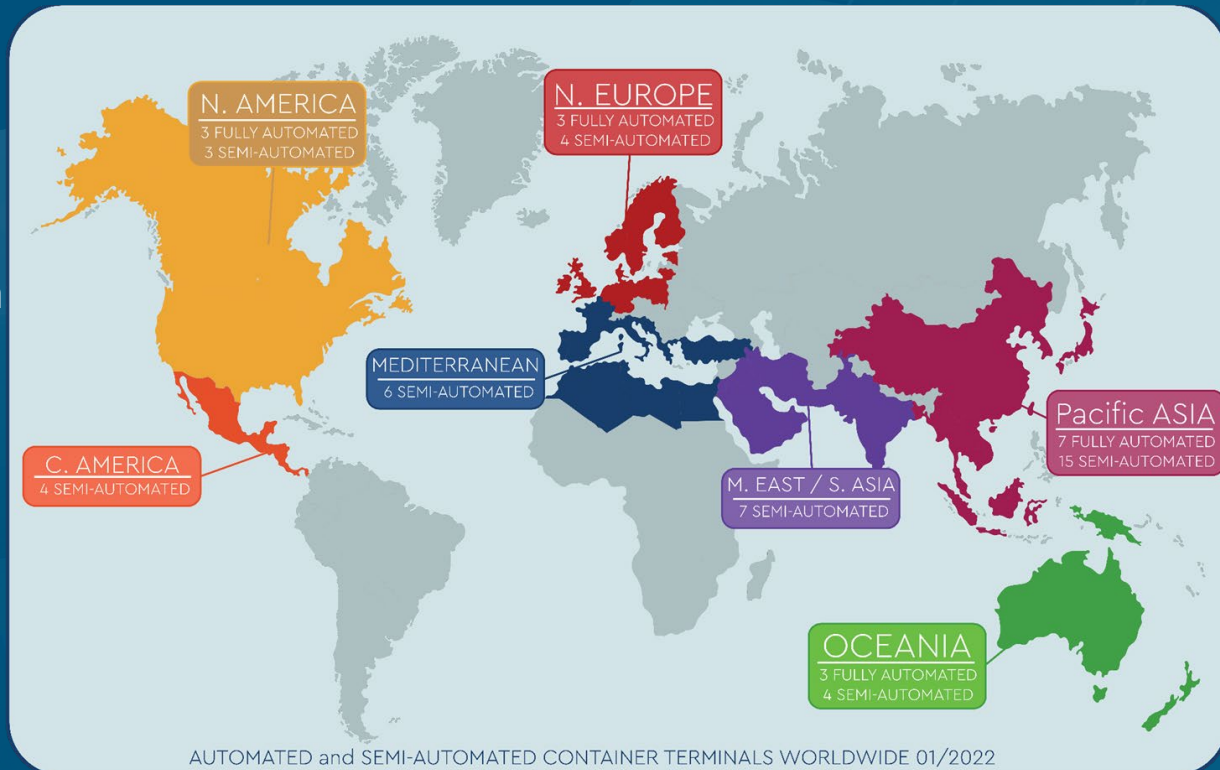 N. AMERICA
3 FULLY AUTOMATED
3 SEMI-AUTOMATED
N. EUROPE
3 FULLY AUTOMATED
4 SEMI-AUTOMATED
MEDITERRANEAN
6 SEMI-AUTOMATED
Pacific ASIA
7 FULLY AUTOMATED
15 SEMI-AUTOMATED
C. AMERICA
4 SEMI-AUTOMATED
M. EAST / S. ASIA
7 SEMI-AUTOMATED
OCEANIA
3 FULLY AUTOMATED
4 SEMI-AUTOMATED
AUTOMATED and SEMI-AUTOMATED CONTAINER TERMINALS WORLDWIDE 01/2022